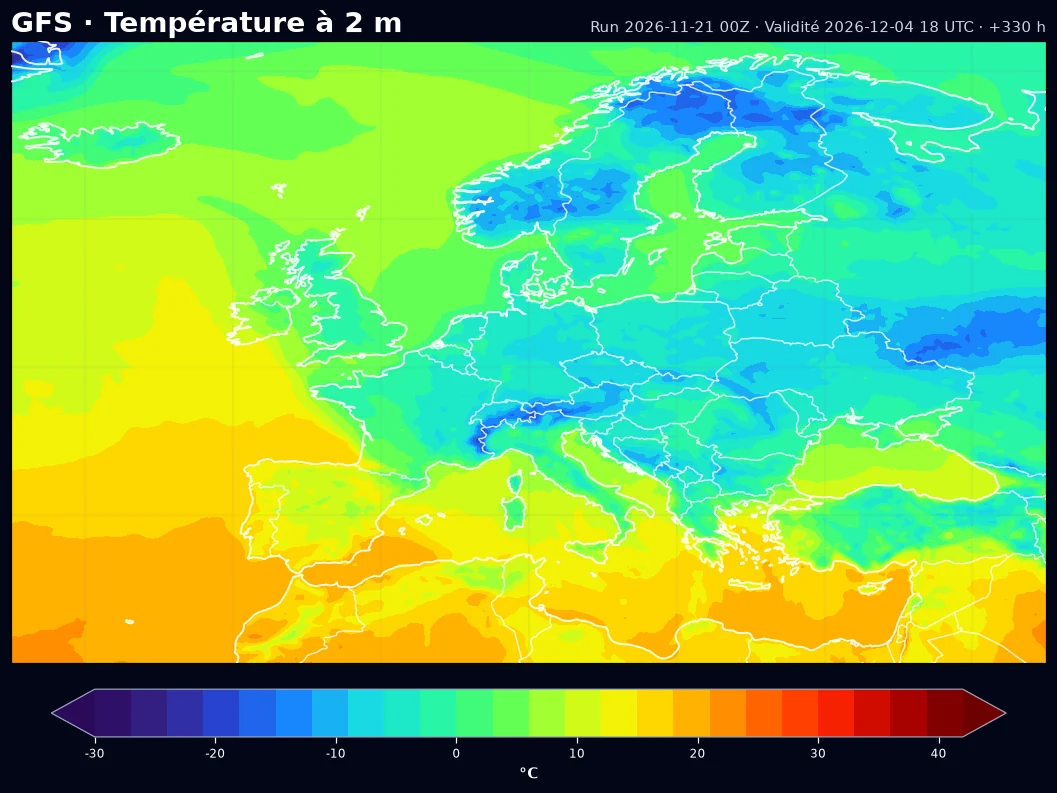 GFS · Température à 2 m
Run 2026-11-21 00Z · Validité 2026-12-04 18 UTC · +330 h
-30 -20 -10 0 10 20 30 40
°C